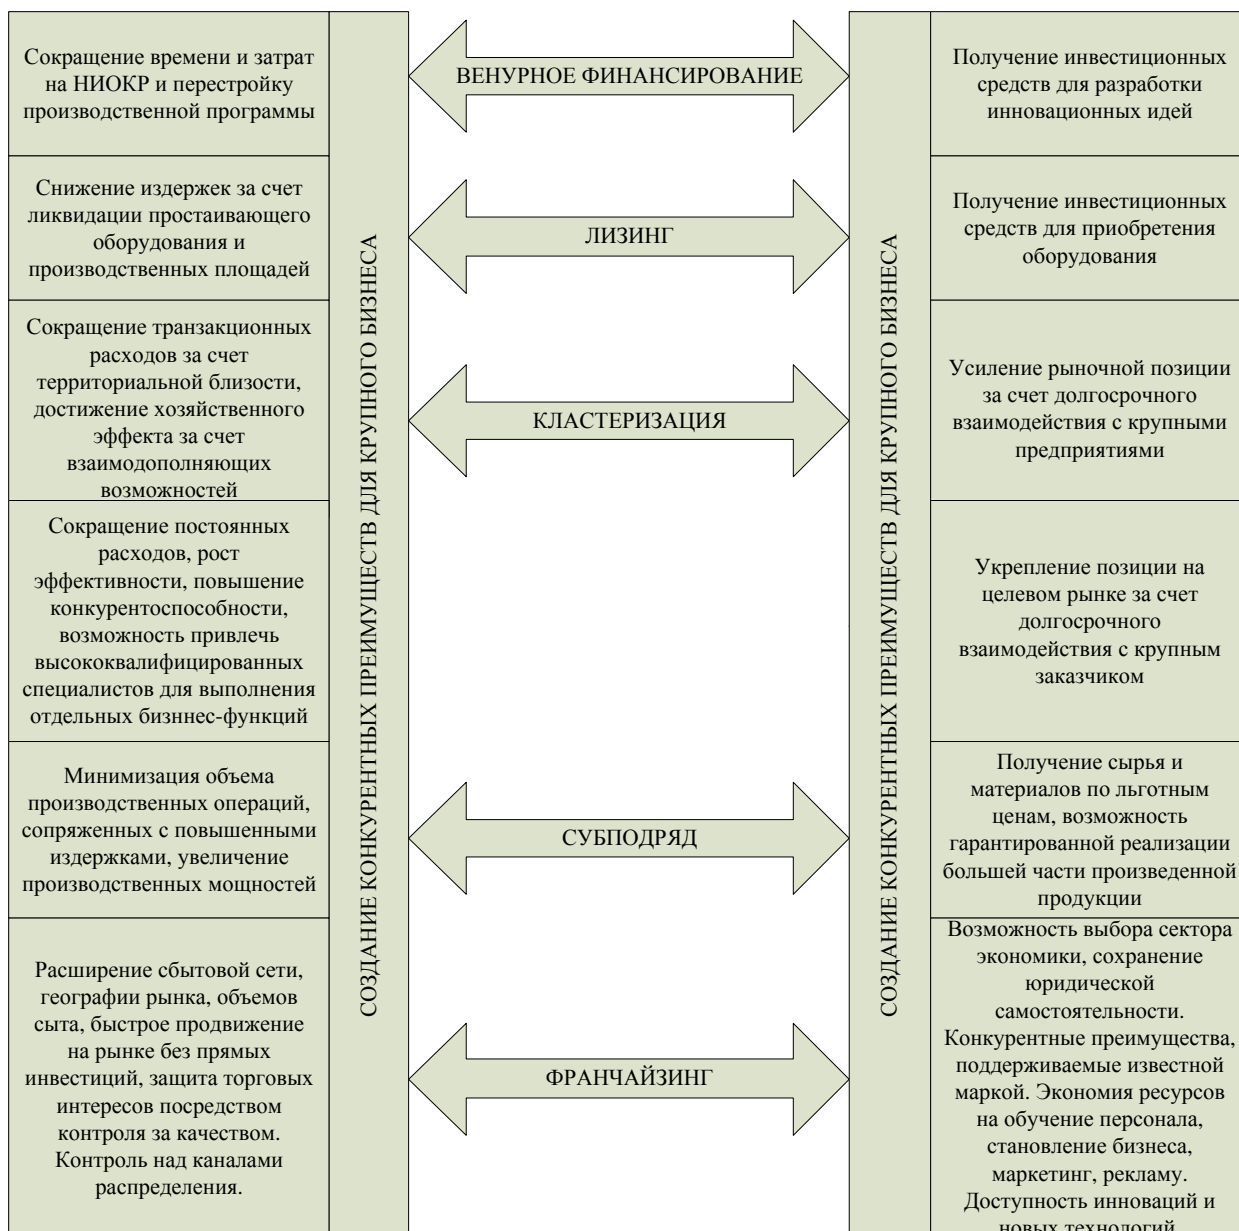 Сокращение времени и затрат
на НИОКР и перестройку
производственной программы
Снижение издержек за счет
ликвидации простаивающего
оборудования и
производственных площадей
Сокращение транзакционных
расходов за счет
территориальной близости,
достижение хозяйственного
эффекта за счет
взаимодополняющих
возможностей
Сокращение постоянных
расходов, рост
эффективности, повышение
конкурентоспособности,
возможность привлечь
высококвалифицированных
специалистов для выполнения
отдельных бизннес-функций
Минимизация объема
производственных операций,
сопряженных с повышенными
издержками, увеличение
производственных мощностей
Расширение сбытовой сети,
географии рынка, объемов
сыта, быстрое продвижение
на рынке без прямых
инвестиций, защита торговых
интересов посредством
контроля за качеством.
Контроль над каналами
распределения.
СОЗДАНИЕ КОНКУРЕНТНЫХ ПРЕИМУЩЕСТВ ДЛЯ КРУПНОГО БИЗНЕСА
ВЕНУРНОЕ ФИНАНСИРОВАНИЕ
ЛИЗИНГ
КЛАСТЕРИЗАЦИЯ
СУБПОДРЯД
ФРАНЧАЙЗИНГ
СОЗДАНИЕ КОНКУРЕНТНЫХ ПРЕИМУЩЕСТВ ДЛЯ КРУПНОГО БИЗНЕСА
Получение инвестиционных
средств для разработки
инновационных идей
Получение инвестиционных
средств для приобретения
оборудования
Усиление рыночной позиции
за счет долгосрочного
взаимодействия с крупными
предприятиями
Укрепление позиции на
целевом рынке за счет
долгосрочного
взаимодействия с крупным
заказчиком
Получение сырья и
материалов по льготным
ценам, возможность
гарантированной реализации
большей части произведенной
продукции
Возможность выбора сектора
экономики, сохранение
юридической
самостоятельности.
Конкурентные преимущества,
поддерживаемые известной
маркой. Экономия ресурсов
на обучение персонала,
становление бизнеса,
маркетинг, рекламу.
Доступность инноваций и
новых технологий